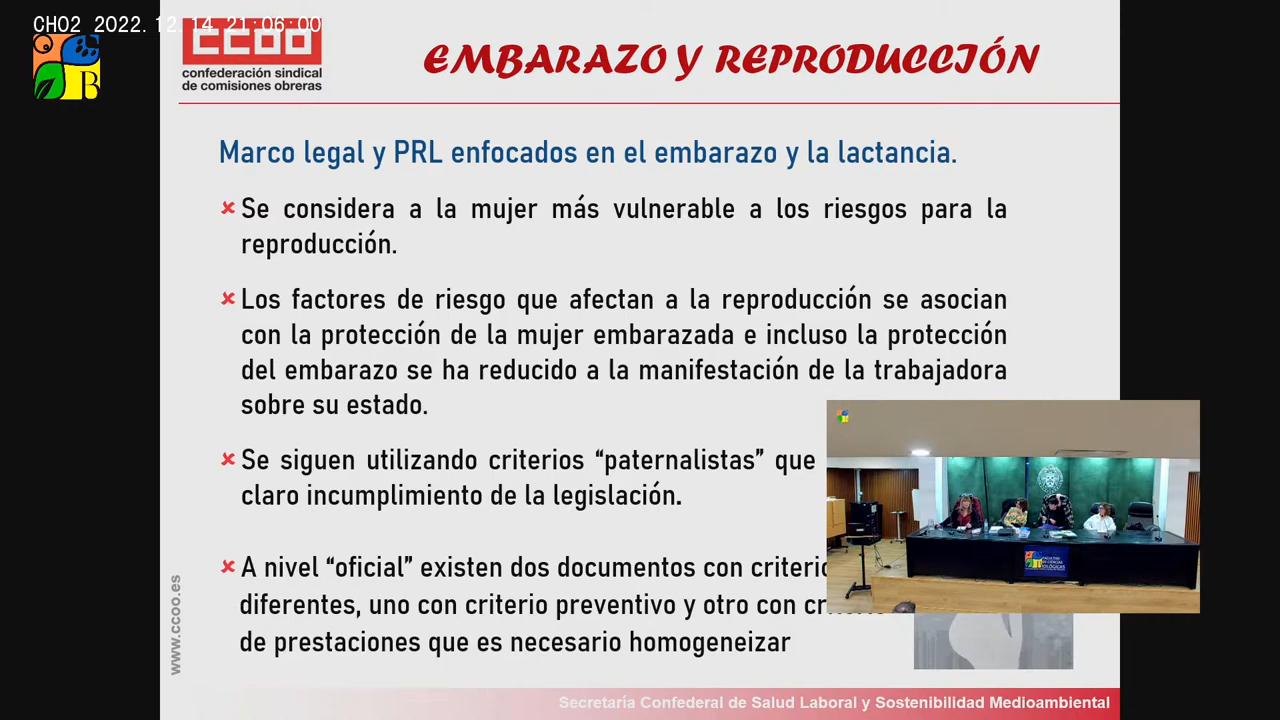 CH02 2022.12.14 21:06:00
B
CCOO
confederación sindical
de comisiones obreras
EMBARAZO Y REPRODUCCIÓN
Marco legal y PRL enfocados en el embarazo y la lactancia.
Se considera a la mujer más vulnerable a los riesgos para la
reproducción.
Los factores de riesgo que afectan a la reproducción se asocian
con la protección de la mujer embarazada e incluso la protección
del embarazo se ha reducido a la manifestación de la trabajadora
sobre su estado.
Se siguen utilizando criterios “paternalistas” que
claro incumplimiento de la legislación.
A nivel “oficial” existen dos documentos con
diferentes, uno con criterio preventivo y otro con
de prestaciones que es necesario homogeneizar
www.ccoo.es
Secretaría Confederal de Salud Laboral y Sostenibilidad Medioambiental